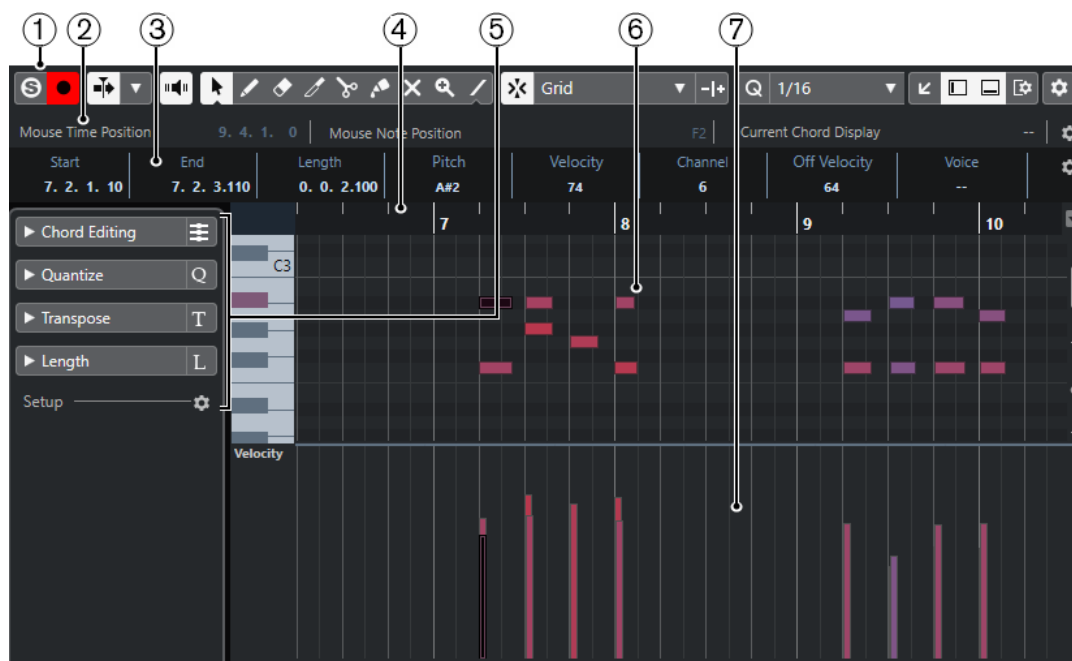 1 2 3 4 5 6 7
S Grid Q 1/16
Mouse Time Position 9. 4. 1. 0 Mouse Note Position F2 Current Chord Display --
Start End Length Pitch Velocity Channel Off Velocity Voice
7. 2. 1. 10 7. 2. 3.110 0. 0. 2.100 A#2 74 6 64 --
7 8 9 10
Chord Editing
C3
Quantize Q
Transpose T
Length L
Setup
Velocity